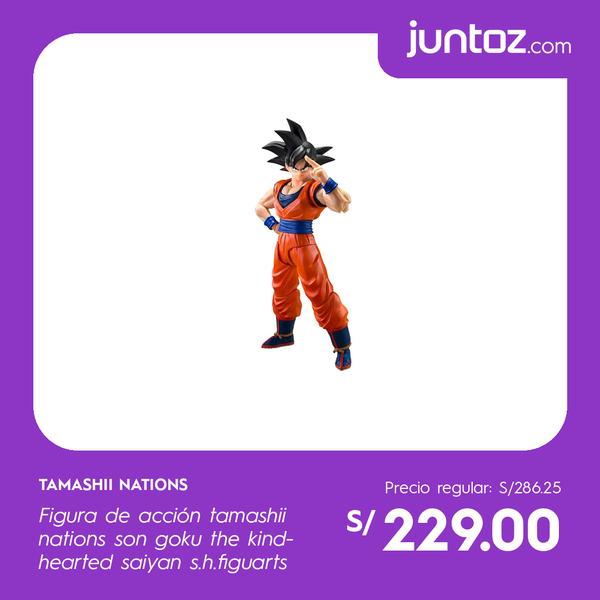 juntoz.com
TAMASHII NATIONS
Figura de acción tamashii
nations son goku the kind-
hearted saiyan s.h.figuarts
Precio regular: S/286.25
S/ 229.00